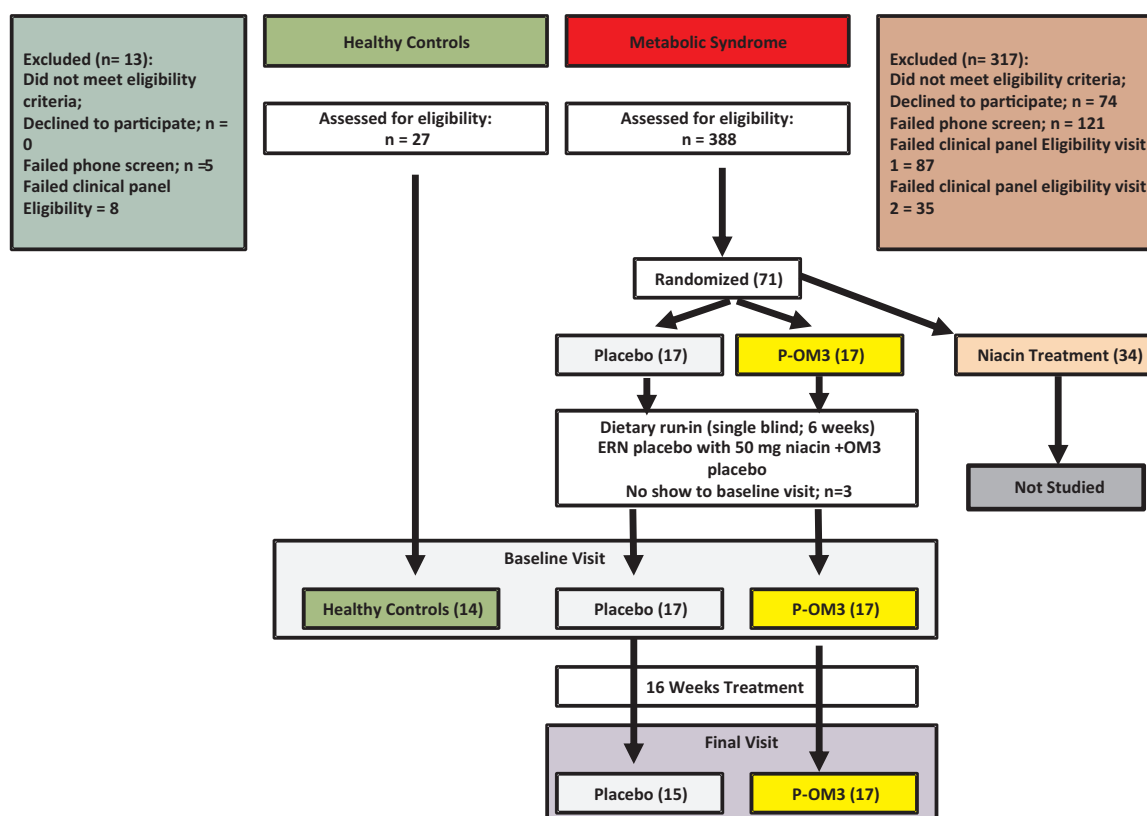 Excluded (n= 13):
Did not meet eligibility
criteria;
Declined to participate; n =
0
Failed phone screen; n =5
Failed clinical panel
Eligibility = 8
Healthy Controls
Metabolic Syndrome
Excluded (n= 317):
Did not meet eligibility criteria;
Declined to participate; n = 74
Failed phone screen; n = 121
Failed clinical panel Eligibility visit
1 = 87
Failed clinical panel eligibility visit
2 = 35
Assessed for eligibility:
n = 27
Assessed for eligibility:
n = 388
Randomized (71)
Placebo (17)
P-OM3 (17)
Niacin Treatment (34)
Dietary run-in (single blind; 6 weeks)
ERN placebo with 50 mg niacin +OM3
placebo
No show to baseline visit; n=3
Not Studied
Baseline Visit
Healthy Controls (14)
Placebo (17)
P-OM3 (17)
16 Weeks Treatment
Final Visit
Placebo (15)
P-OM3 (17)